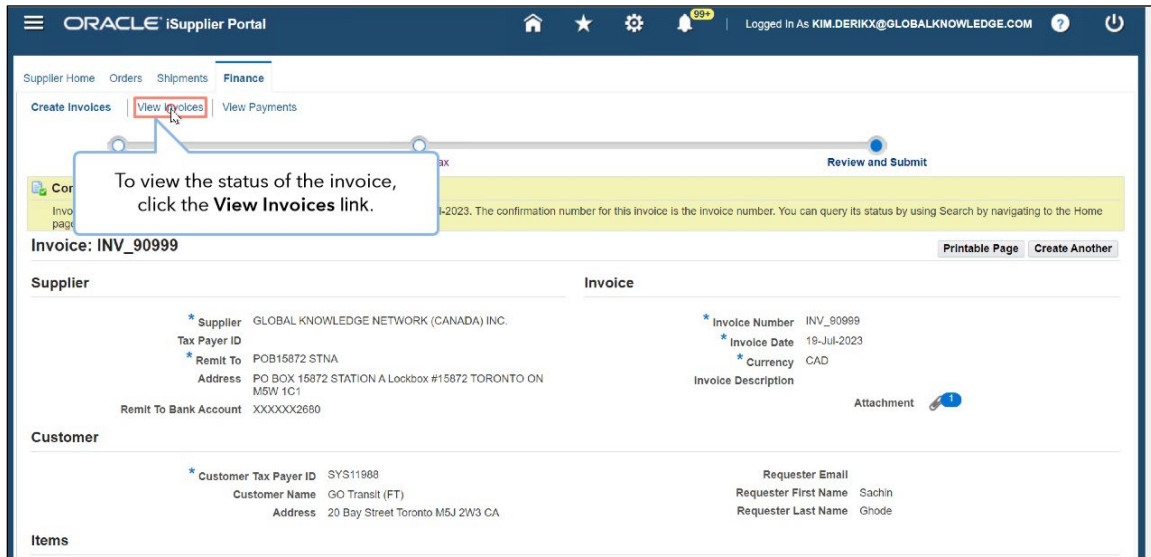 ORACLE iSupplier Portal
99+
Logged In As KIM.DERIKX@GLOBALKNOWLEDGE.COM
?
Supplier Home Orders Shipments Finance
Create Invoices View Invoices View Payments
Review and Submit
To view the status of the invoice,
click the View Invoices link.
-2023. The confirmation number for this invoice is the invoice number. You can query its status by using Search by navigating to the Home
Invoice: INV_90999
Printable Page Create Another
Supplier Invoice
* Supplier GLOBAL KNOWLEDGE NETWORK (CANADA) INC.
Tax Payer ID
* Remit To POB15872 STNA
Address PO BOX 15872 STATION A Lockbox #15872 TORONTO ON
M5W 1C1
Remit To Bank Account XXXXXX2680
* Invoice Number INV_90999
* Invoice Date 19-Jul-2023
* Currency CAD
Invoice Description
Attachment 1
Customer
* Customer Tax Payer ID SYS11988
Customer Name GO Transit (FT)
Address 20 Bay Street Toronto M5J 2W3 CA
Requester Email
Requester First Name Sachin
Requester Last Name Ghode
Items